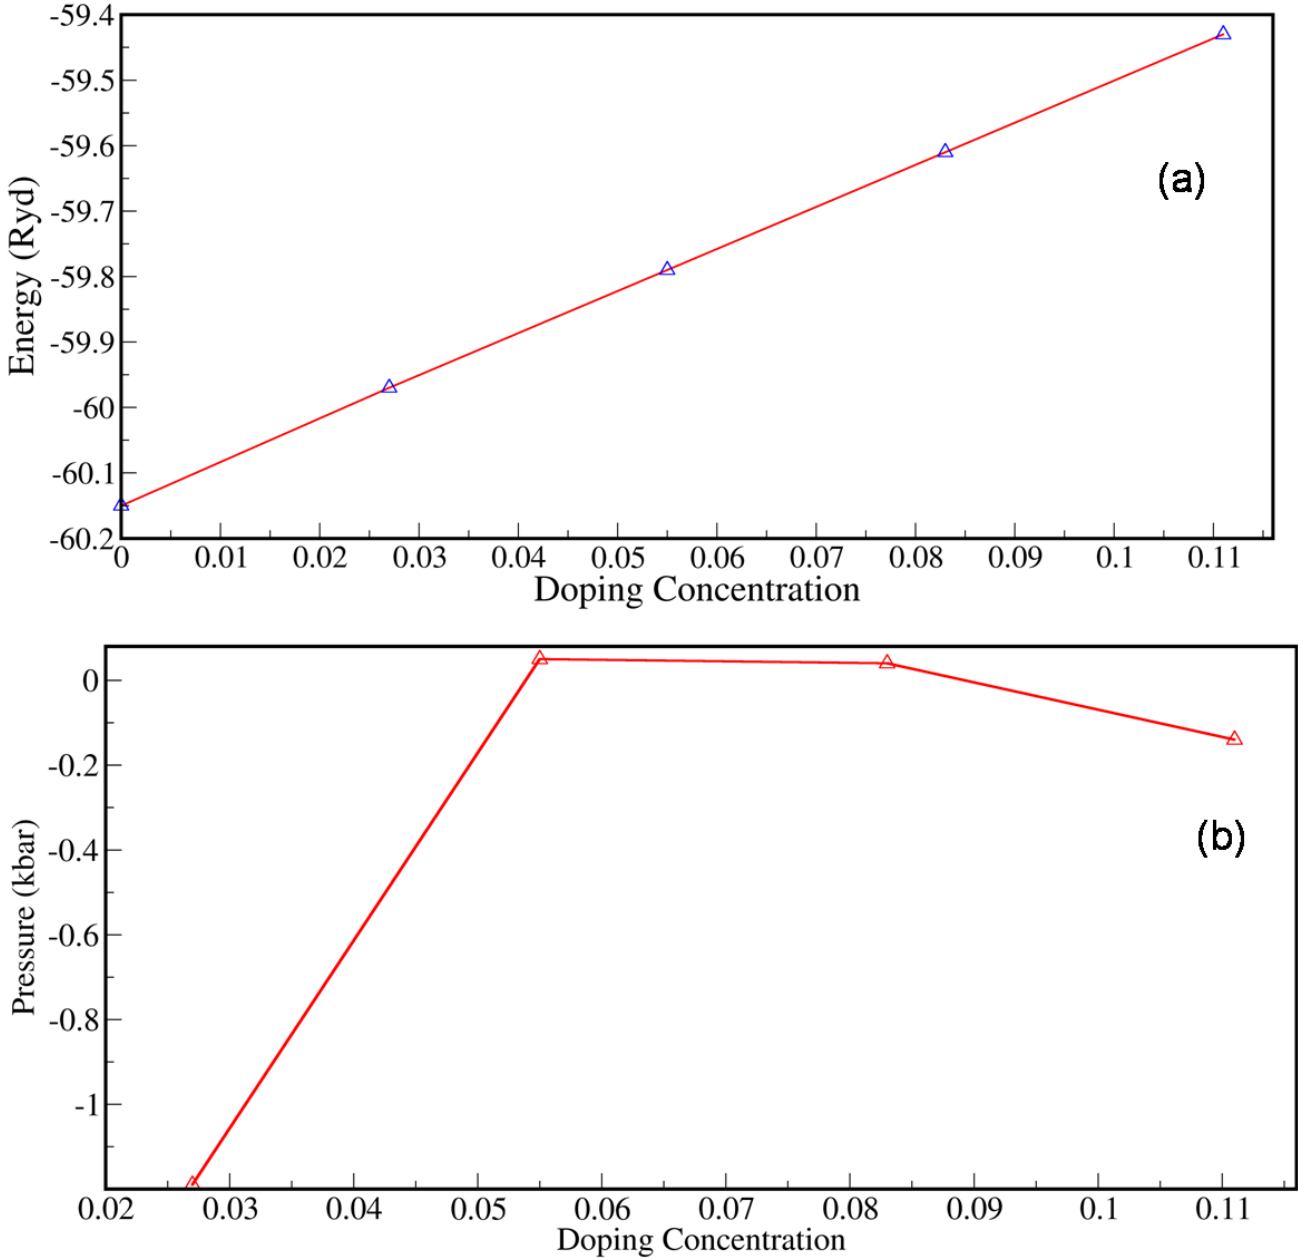 -59.4
-59.5
-59.6
-59.7
-59.8
-59.9
-60
-60.1
-60.2
Energy (Ryd)
(a)
0 0.01 0.02 0.03 0.04 0.05 0.06 0.07 0.08 0.09 0.1 0.11
Doping Concentration
0
-0.2
-0.4
-0.6
-0.8
-1
Pressure (kbar)
(b)
0.02 0.03 0.04 0.05 0.06 0.07 0.08 0.09 0.1 0.11
Doping Concentration